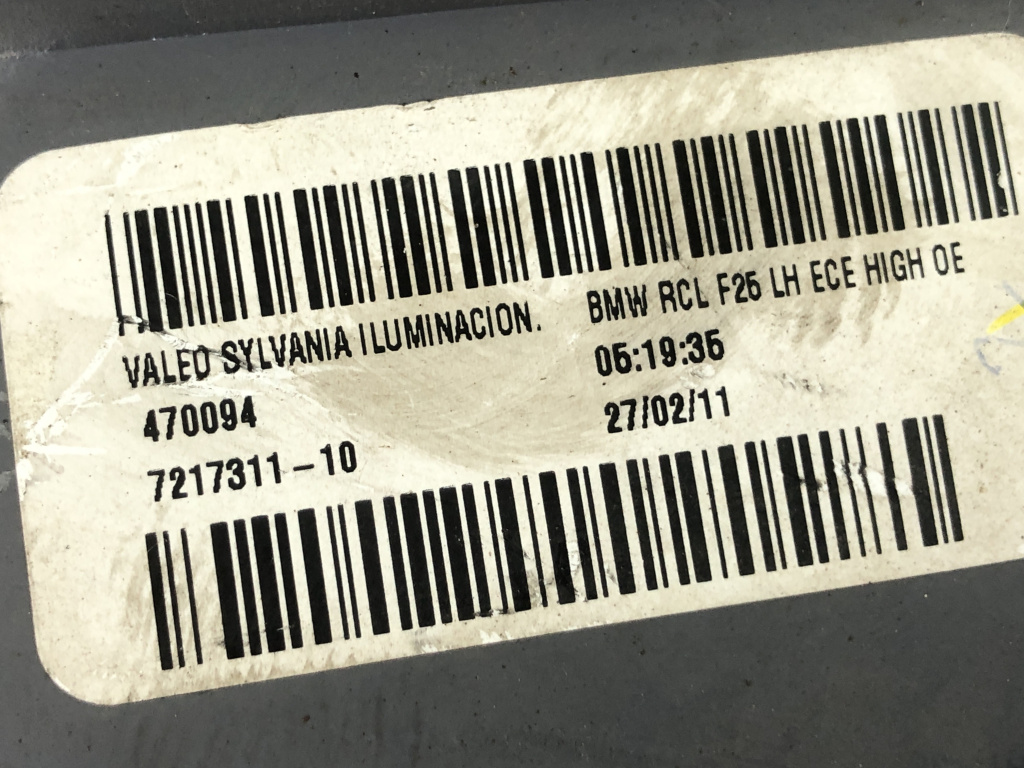 VALEO SYLVANIA ILUMINACION. BMW RCL F25 LH ECE HIGH OE
470094 05:19:35
7217311-10 27/02/11